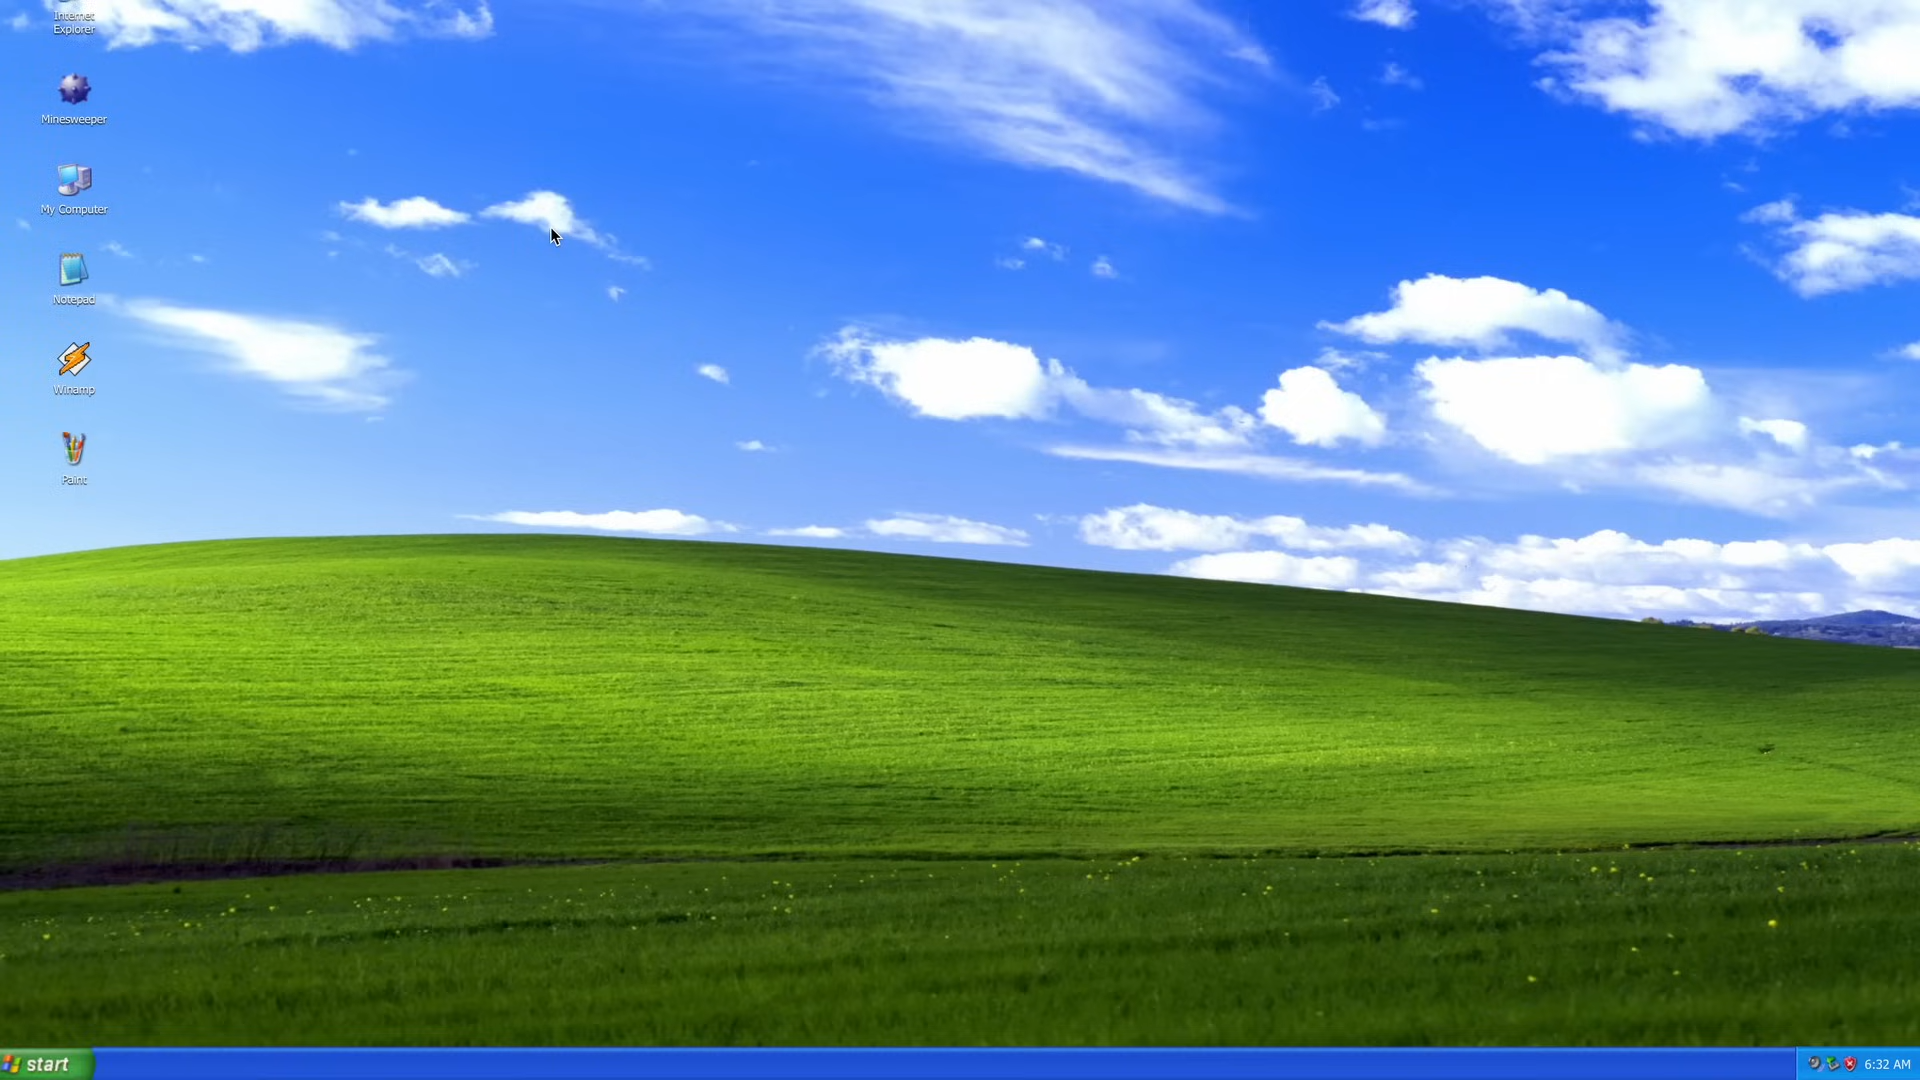 Internet
Explorer
Minesweeper
My Computer
Notepad
Winamp
Paint
start
6:32 AM